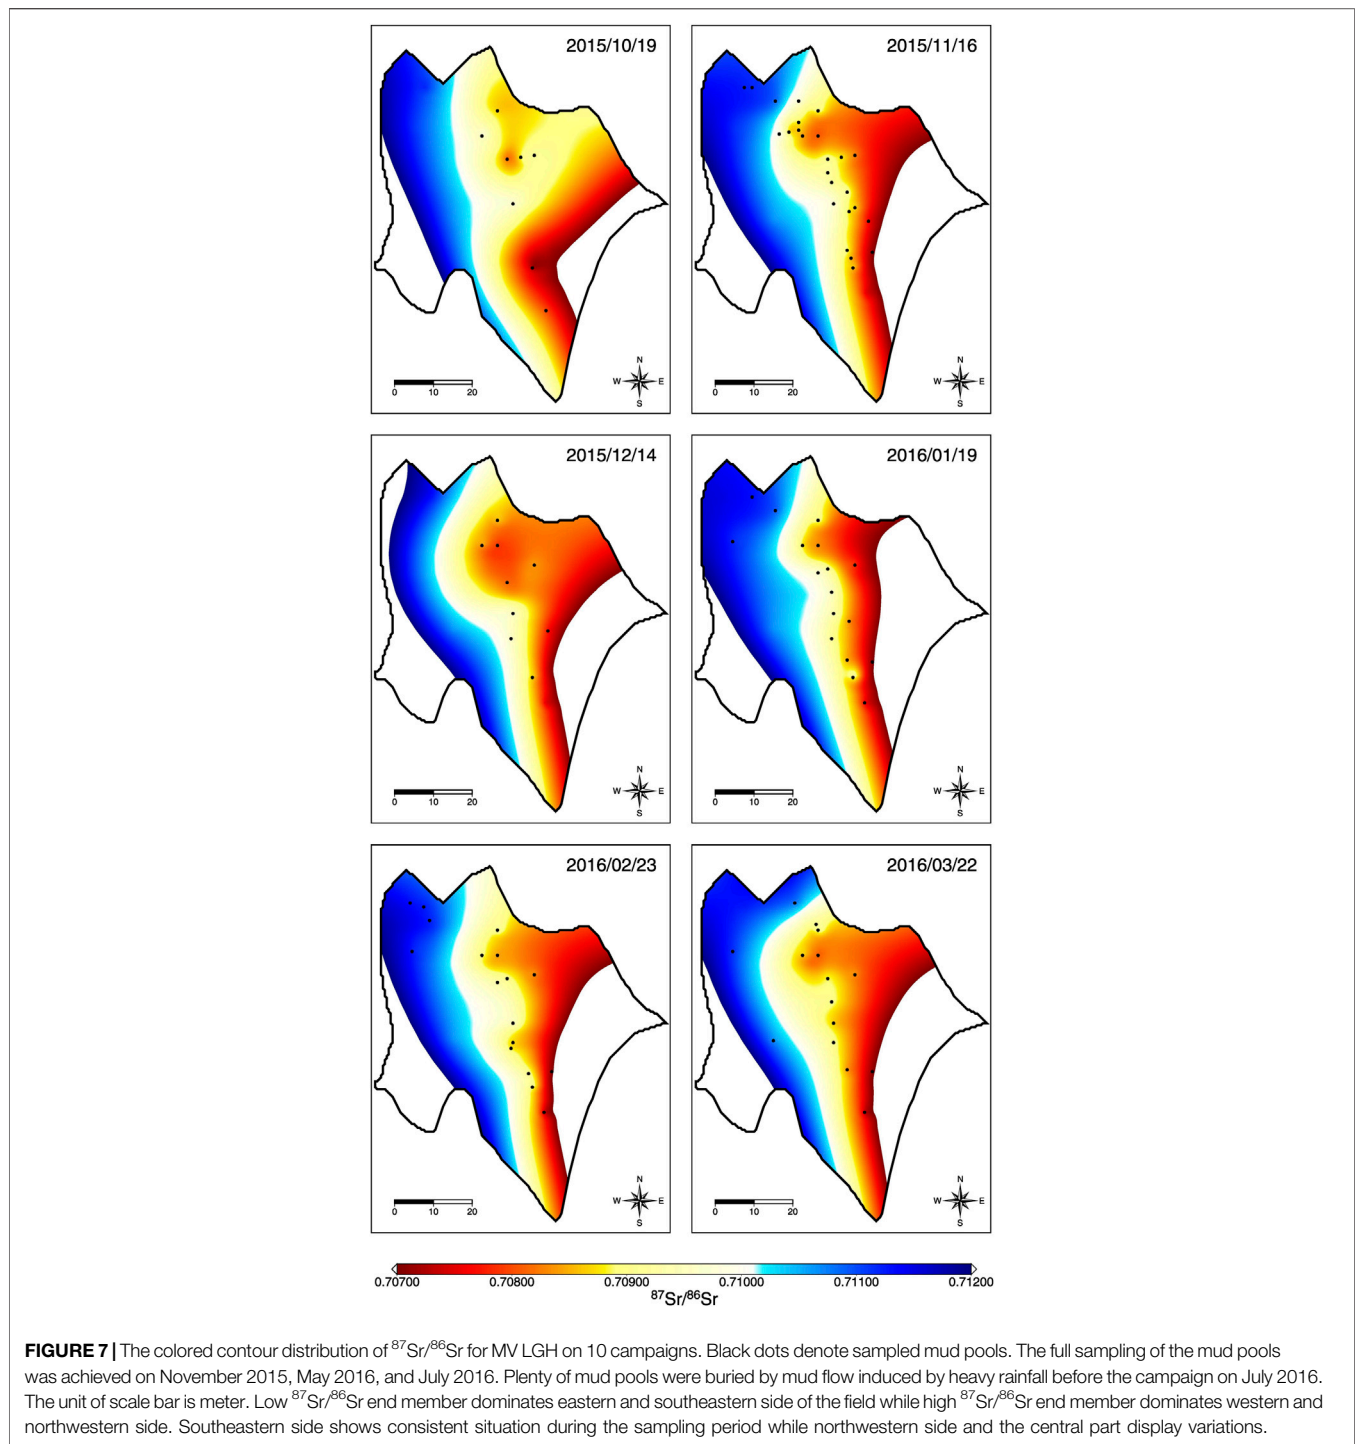 2015/10/19
N
W E
S
0 10 20
2015/11/16
N
W E
S
0 10 20
2015/12/14
N
W E
S
0 10 20
2016/01/19
N
W E
S
0 10 20
2016/02/23
N
W E
S
0 10 20
2016/03/22
N
W E
S
0 10 20
0.70700 0.70800 0.70900 0.71000 0.71100 0.71200
⁸⁷Sr/⁸⁶Sr
FIGURE 7 | The colored contour distribution of ⁸⁷Sr/⁸⁶Sr for MV LGH on 10 campaigns. Black dots denote sampled mud pools. The full sampling of the mud pools
was achieved on November 2015, May 2016, and July 2016. Plenty of mud pools were buried by mud flow induced by heavy rainfall before the campaign on July 2016.
The unit of scale bar is meter. Low ⁸⁷Sr/⁸⁶Sr end member dominates eastern and southeastern side of the field while high ⁸⁷Sr/⁸⁶Sr end member dominates western and
northwestern side. Southeastern side shows consistent situation during the sampling period while northwestern side and the central part display variations.